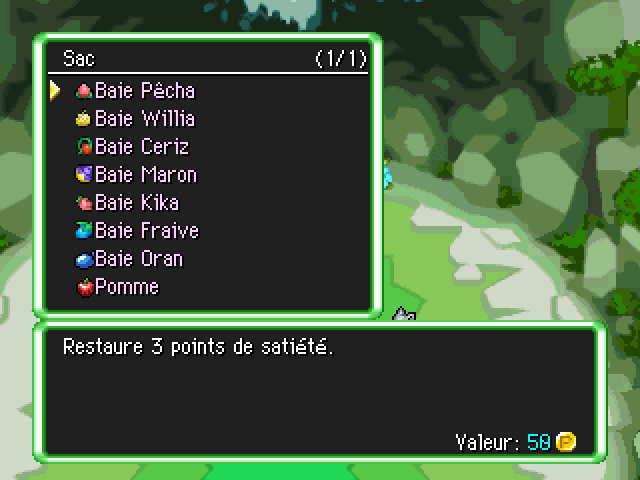 Sac (1/1)
Baie Pêcha
Baie Willia
Baie Ceriz
Baie Maron
Baie Kika
Baie Fraive
Baie Oran
Pomme
Restaure 3 points de satiété.
Valeur: 50